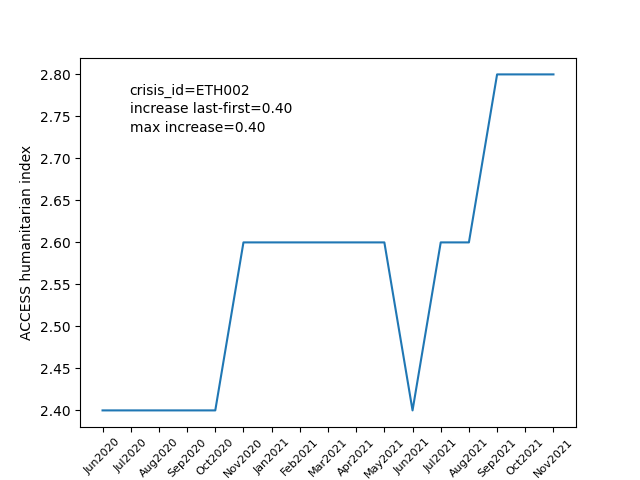 crisis_id=ETH002
increase last-first=0.40
max increase=0.40
ACCESS humanitarian index
2.80
2.75
2.70
2.65
2.60
2.55
2.50
2.45
2.40
Jun2020
Jul2020
Aug2020
Sep2020
Oct2020
Nov2020
Jan2021
Feb2021
Mar2021
Apr2021
May2021
Jun2021
Jul2021
Aug2021
Sep2021
Oct2021
Nov2021